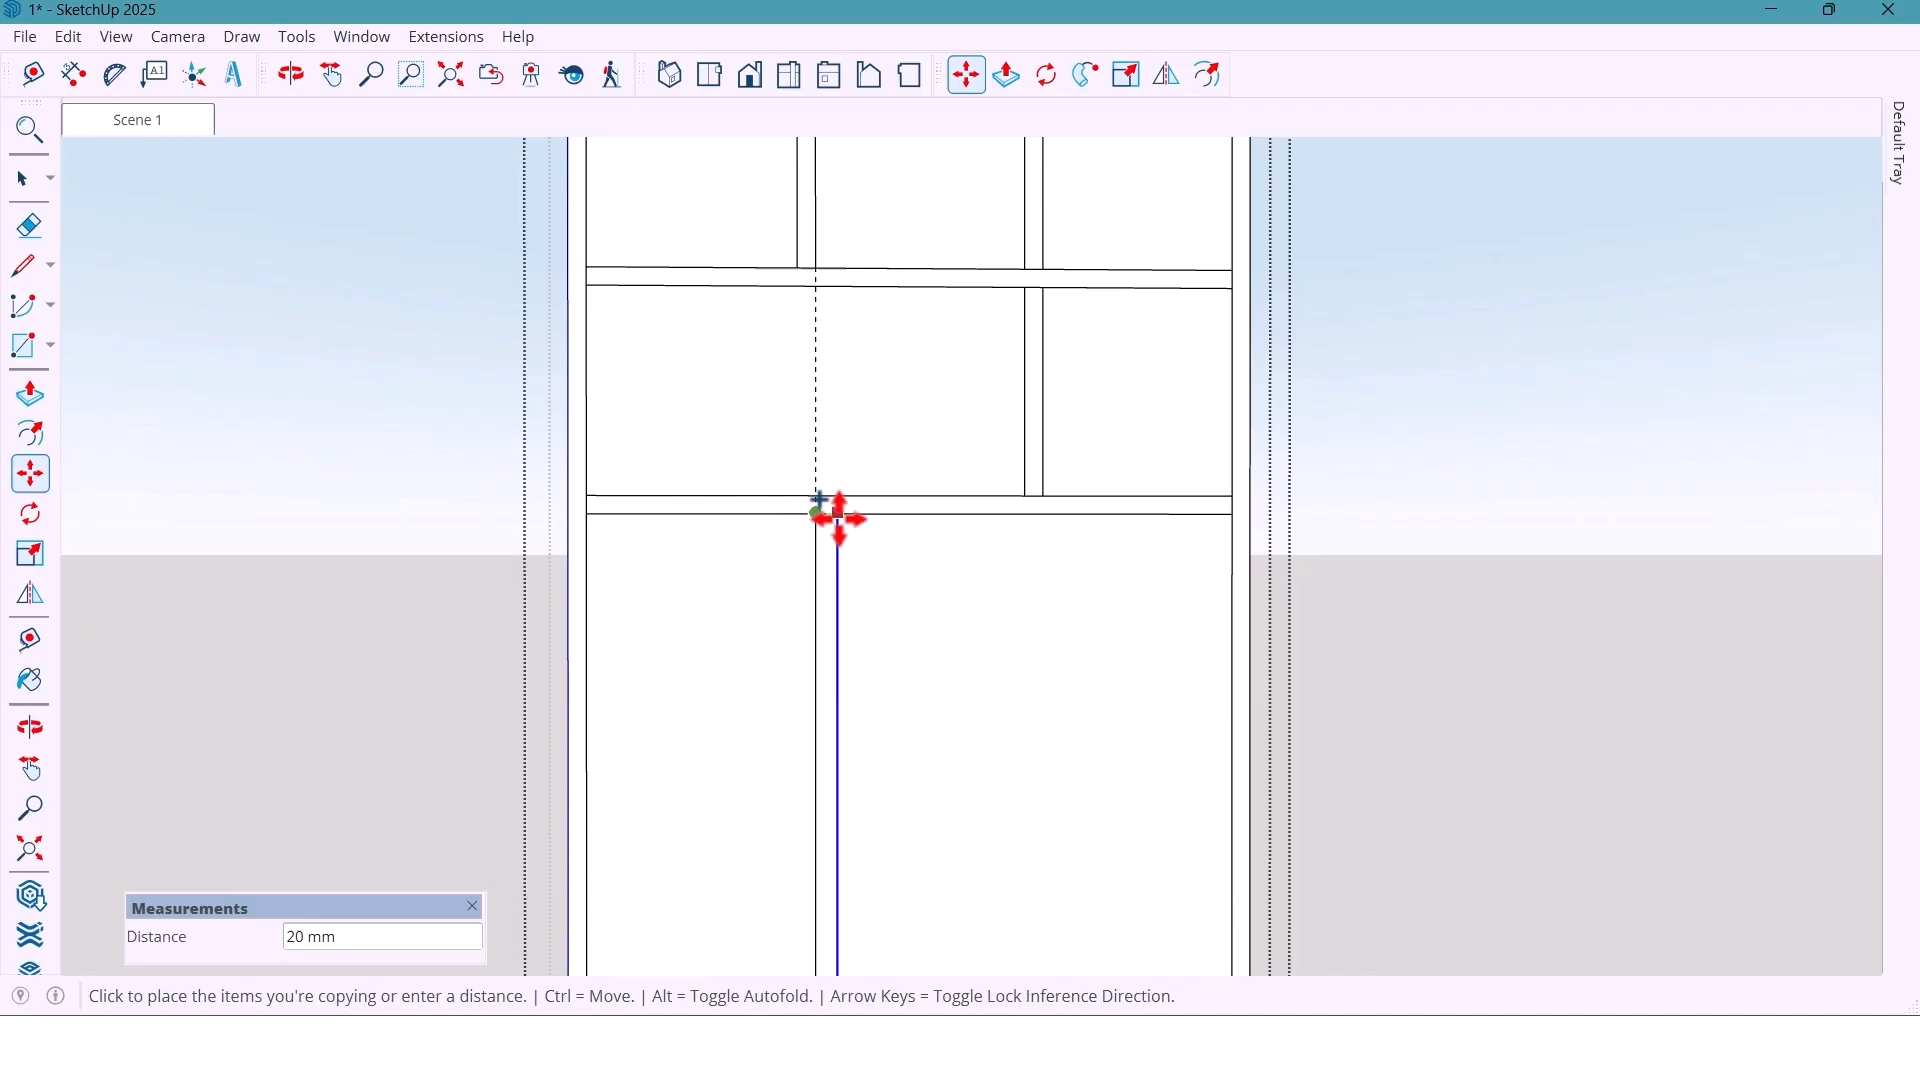 1* - SketchUp 2025
File Edit View Camera Draw Tools Window Extensions Help
A1
A
Scene 1
Default Tray
Measurements
Distance 20 mm
Click to place the items you're copying or enter a distance. | Ctrl = Move. | Alt = Toggle Autofold. | Arrow Keys = Toggle Lock Inference Direction.